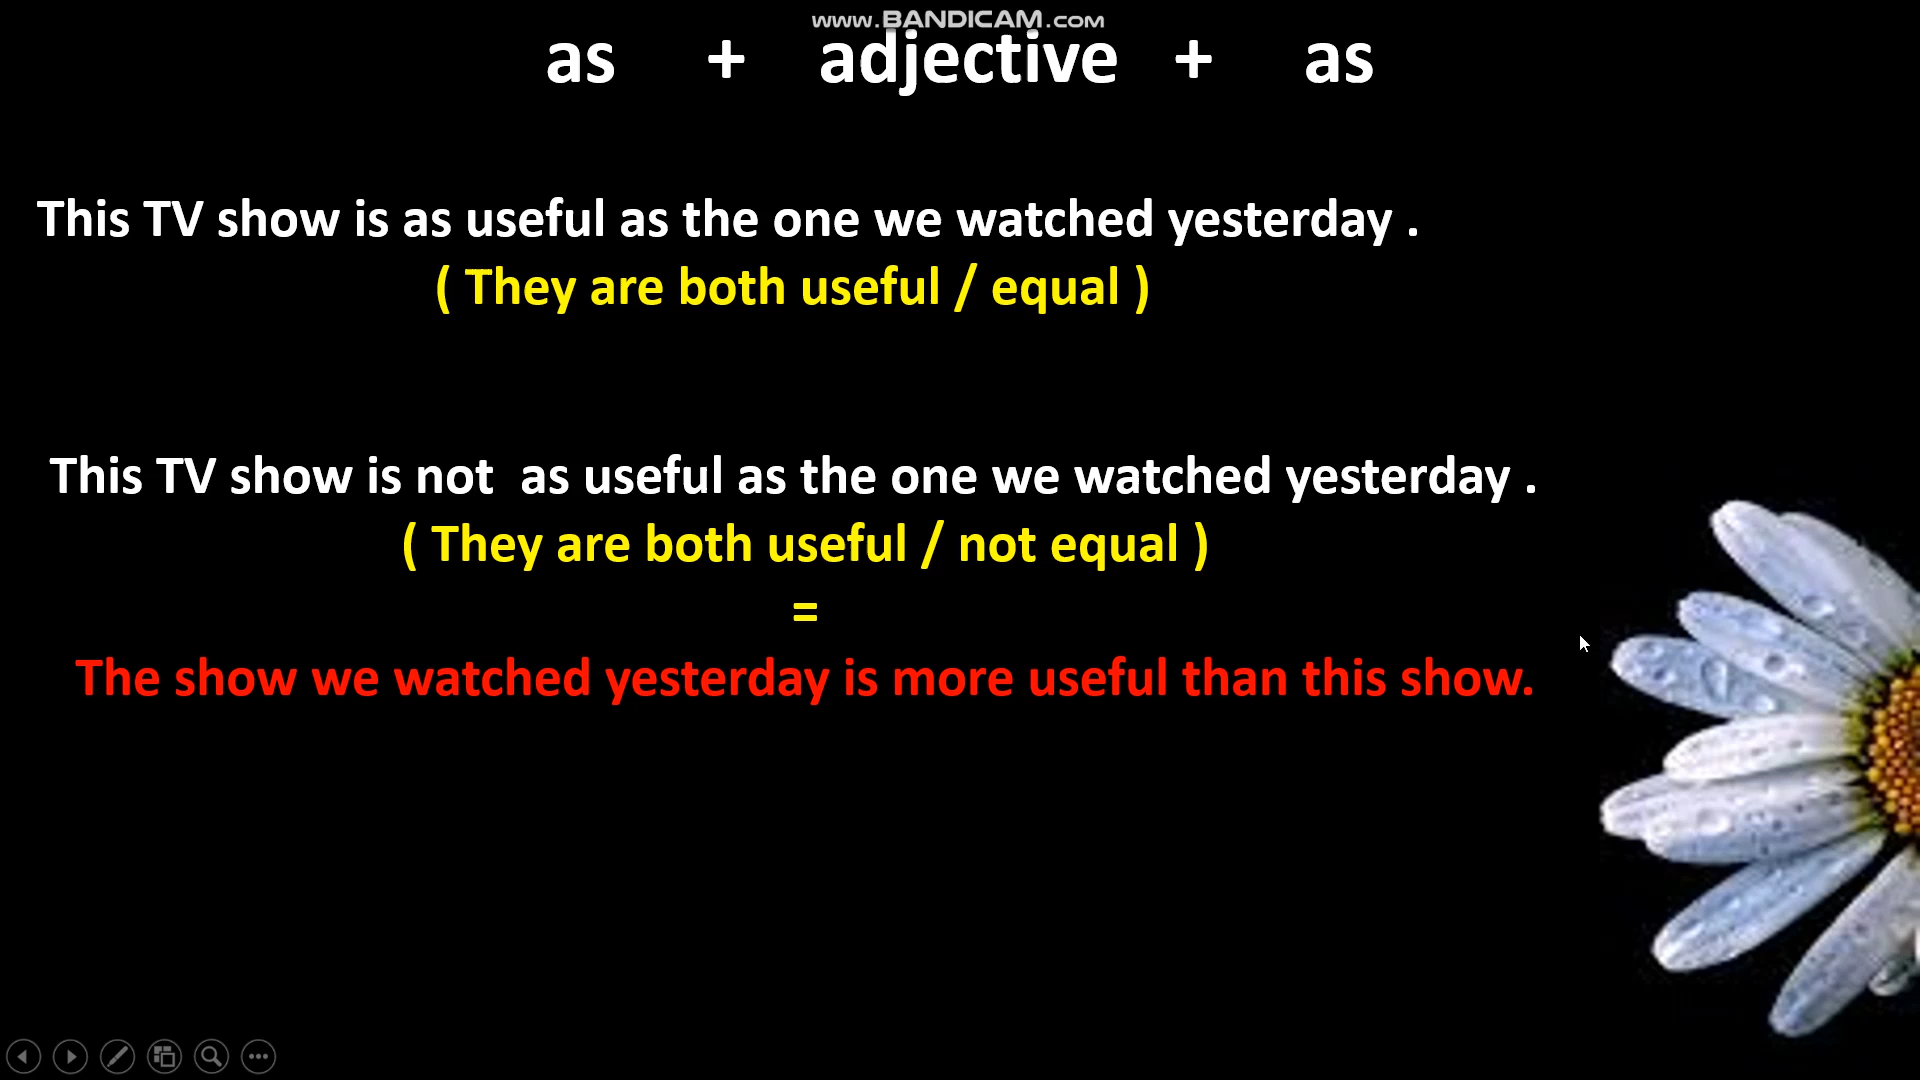 www.BANDICAM.com
as + adjective + as
This TV show is as useful as the one we watched yesterday .
( They are both useful / equal )
This TV show is not as useful as the one we watched yesterday .
( They are both useful / not equal )
=
The show we watched yesterday is more useful than this show.